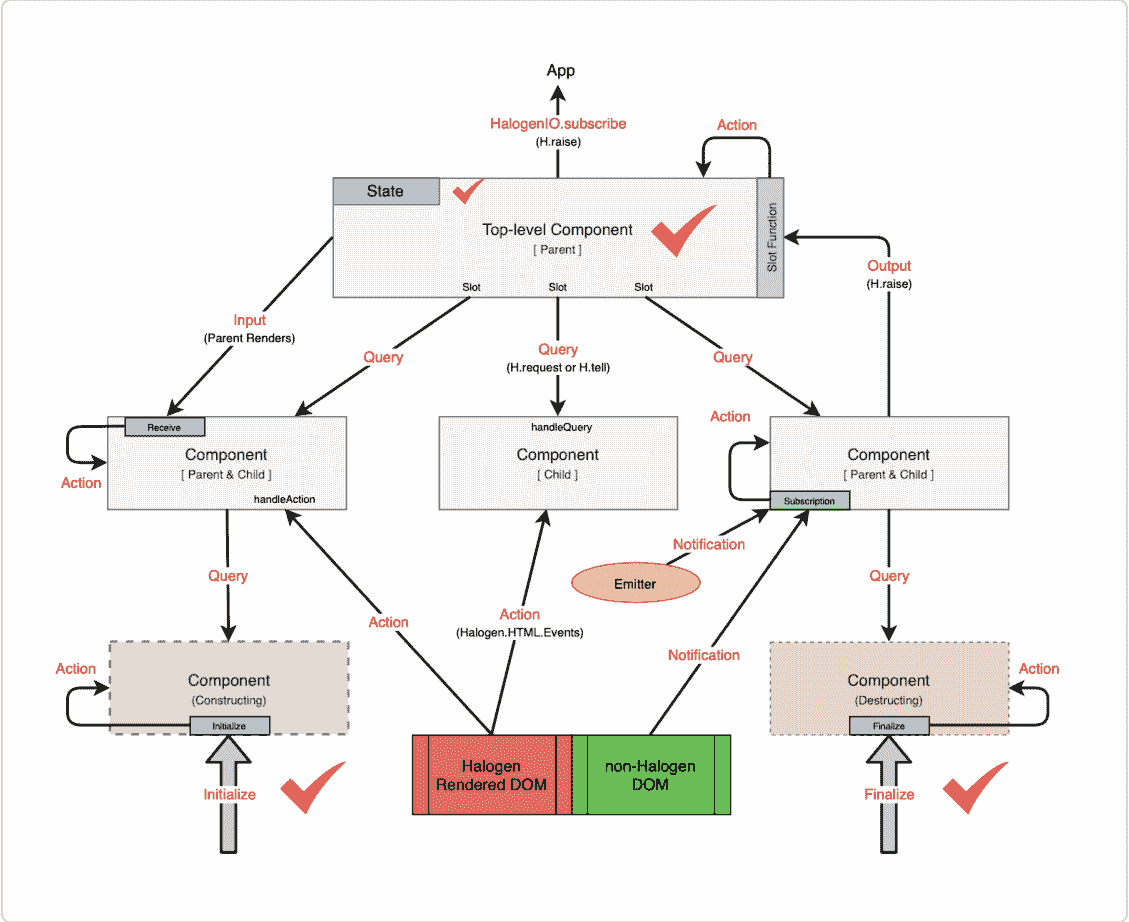 App
HalogenIO.subscribe
(H.raise)
Action
State
Top-level Component
[ Parent ]
Slot Function
Slot
Slot
Slot
Output
(H.raise)
Input
(Parent Renders)
Query
Query
(H.request or H.tell)
Query
Receive
Component
[ Parent & Child ]
handleAction
Action
handleQuery
Component
[ Child ]
Action
Component
[ Parent & Child ]
Subscription
Notification
Emitter
Query
Action
Action
(Halogen.HTML.Events)
Notification
Query
Action
Component
(Constructing)
Initialize
Initialize
Halogen
Rendered DOM
non-Halogen
DOM
Component
(Destructing)
Finalize
Action
Finalize